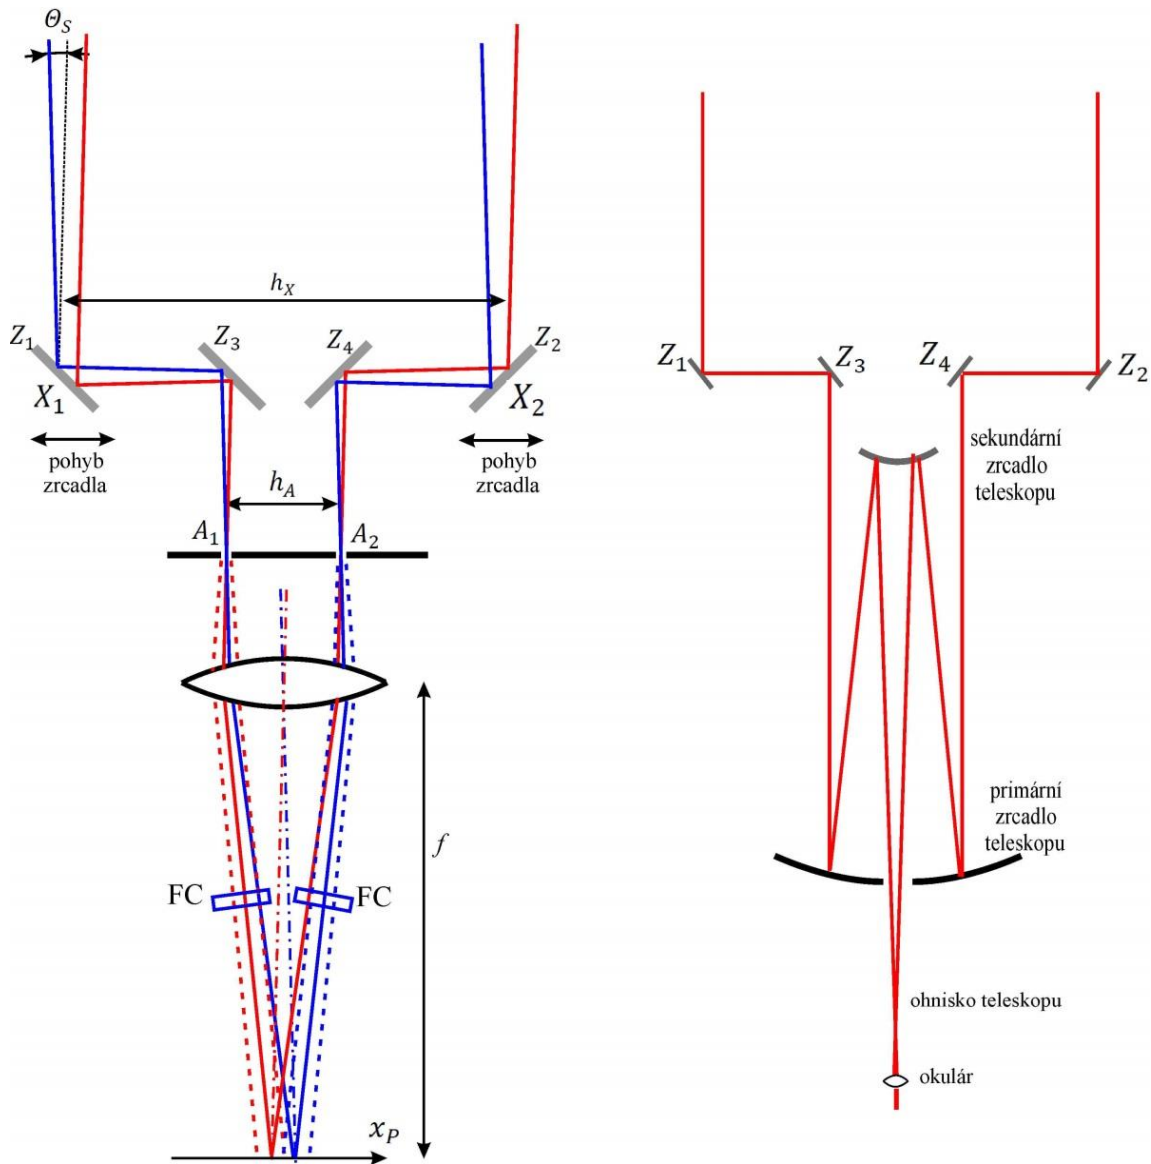 Θ_S
h_X
Z_1
Z_3
Z_4
Z_2
X_1
X_2
pohyb
zrcadla
pohyb
zrcadla
h_A
A_1
A_2
f
FC
FC
x_P
Z_1
Z_3
Z_4
Z_2
sekundární
zrcadlo
teleskopu
primární
zrcadlo
teleskopu
ohnisko teleskopu
okulár